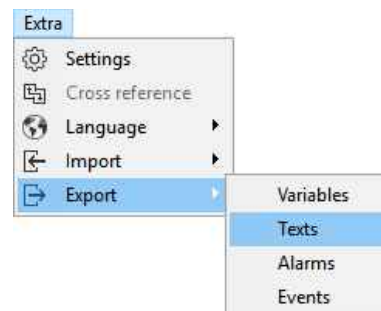 Extra
Settings
Cross reference
Language
Import
Export
Variables
Texts
Alarms
Events